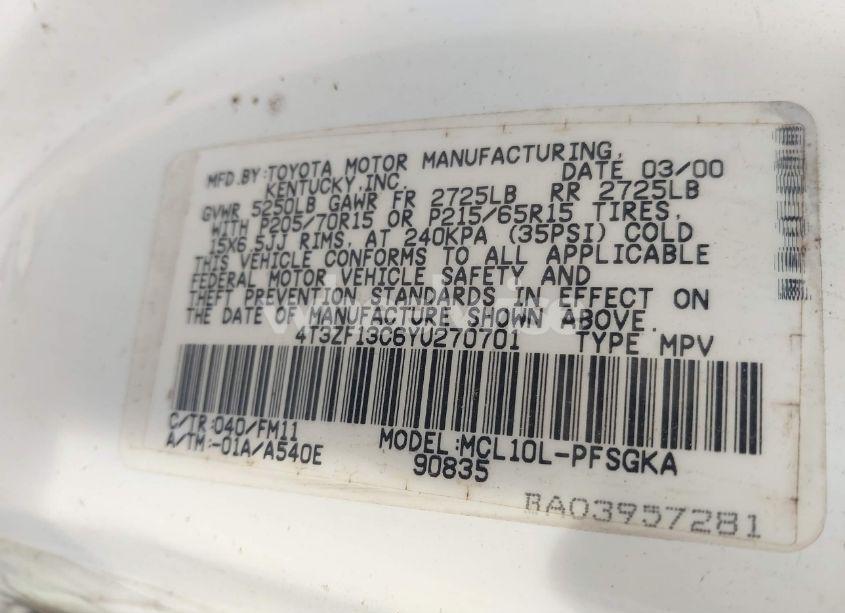 MFD.BY:TOYOTA MOTOR MANUFACTURING,
KENTUCKY,INC. DATE 03/00
GVWR 5250LB GAWR FR 2725LB RR 2725LB
WITH P205/70R15 OR P215/65R15 TIRES,
15X6.5JJ RIMS, AT 240KPA (35PSI) COLD
THIS VEHICLE CONFORMS TO ALL APPLICABLE
FEDERAL MOTOR VEHICLE SAFETY AND
THEFT PREVENTION STANDARDS IN EFFECT ON
THE DATE OF MANUFACTURE SHOWN ABOVE.
4T3ZF13C6YU270701 TYPE MPV
C/TR:040/FM11
A/TM:-01A/A540E MODEL:MCL10L-PFSGKA
90835
RA03957281